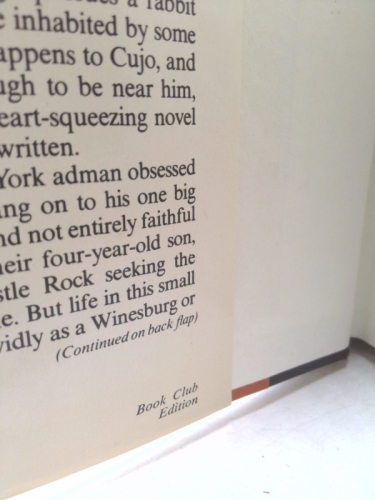 a rabbit
inhabited by some
appens to Cujo, and
ugh to be near him,
eart-squeezing novel
written.
York adman obsessed
ng on to his one big
nd not entirely faithful
heir four-year-old son,
stle Rock seeking the
e. But life in this small
vidly as a Winesburg or
(Continued on back flap)
Book Club
Edition